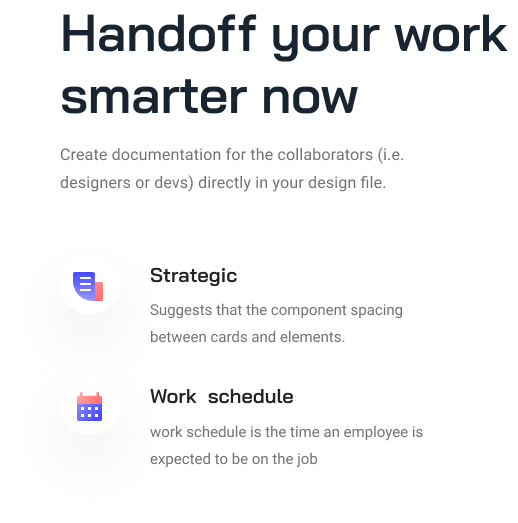 Handoff your work
smarter now
Create documentation for the collaborators (i.e.
designers or devs) directly in your design file.
Strategic
Suggests that the component spacing
between cards and elements.
Work  schedule
work schedule is the time an employee is
expected to be on the job